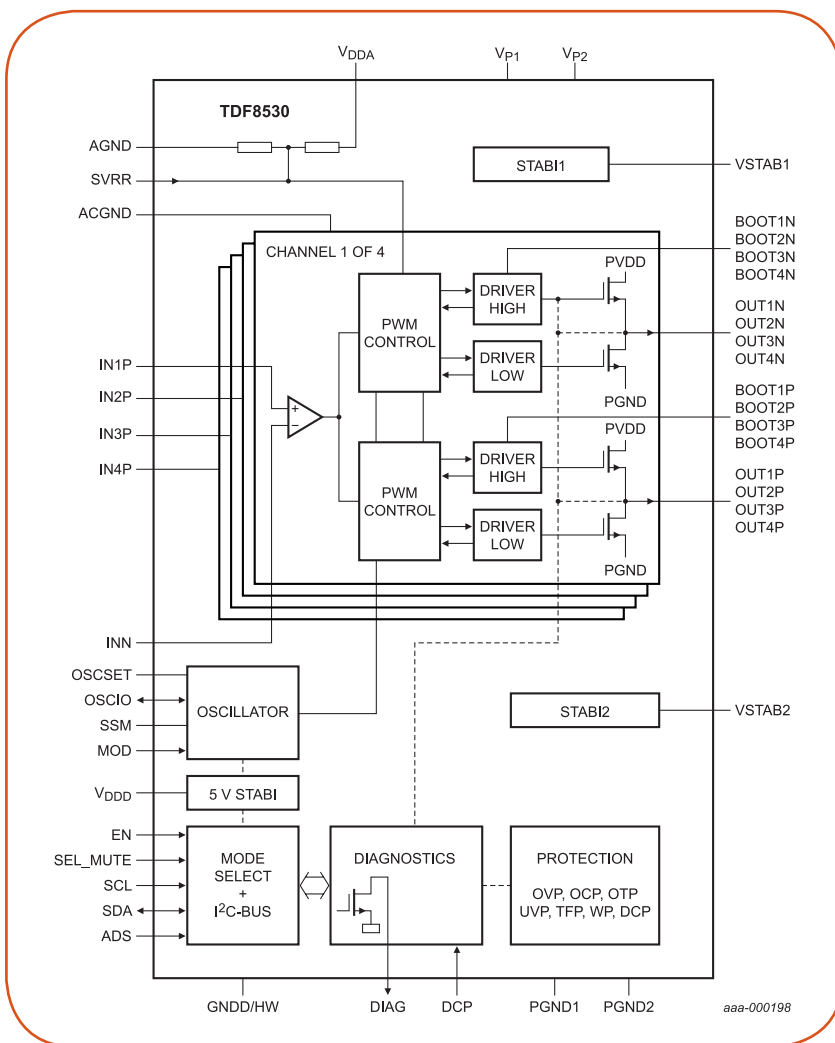 VDDA
VP1
VP2
TDF8530
AGND
SVRR
ACGND
STABI1
VSTAB1
CHANNEL 1 OF 4
BOOT1N
BOOT2N
BOOT3N
BOOT4N
PVDD
PWM
CONTROL
DRIVER
HIGH
DRIVER
LOW
OUT1N
OUT2N
OUT3N
OUT4N
PGND
IN1P
IN2P
IN3P
IN4P
+
−
BOOT1P
BOOT2P
BOOT3P
BOOT4P
PVDD
PWM
CONTROL
DRIVER
HIGH
DRIVER
LOW
OUT1P
OUT2P
OUT3P
OUT4P
PGND
INN
OSCSET
OSCIO
SSM
MOD
OSCILLATOR
STABI2
VSTAB2
VDDD
5 V STABI
EN
SEL_MUTE
SCL
SDA
ADS
MODE
SELECT
+
I2C-BUS
DIAGNOSTICS
PROTECTION
OVP, OCP, OTP
UVP, TFP, WP, DCP
GNDD/HW
DIAG
DCP
PGND1
PGND2
aaa-000198